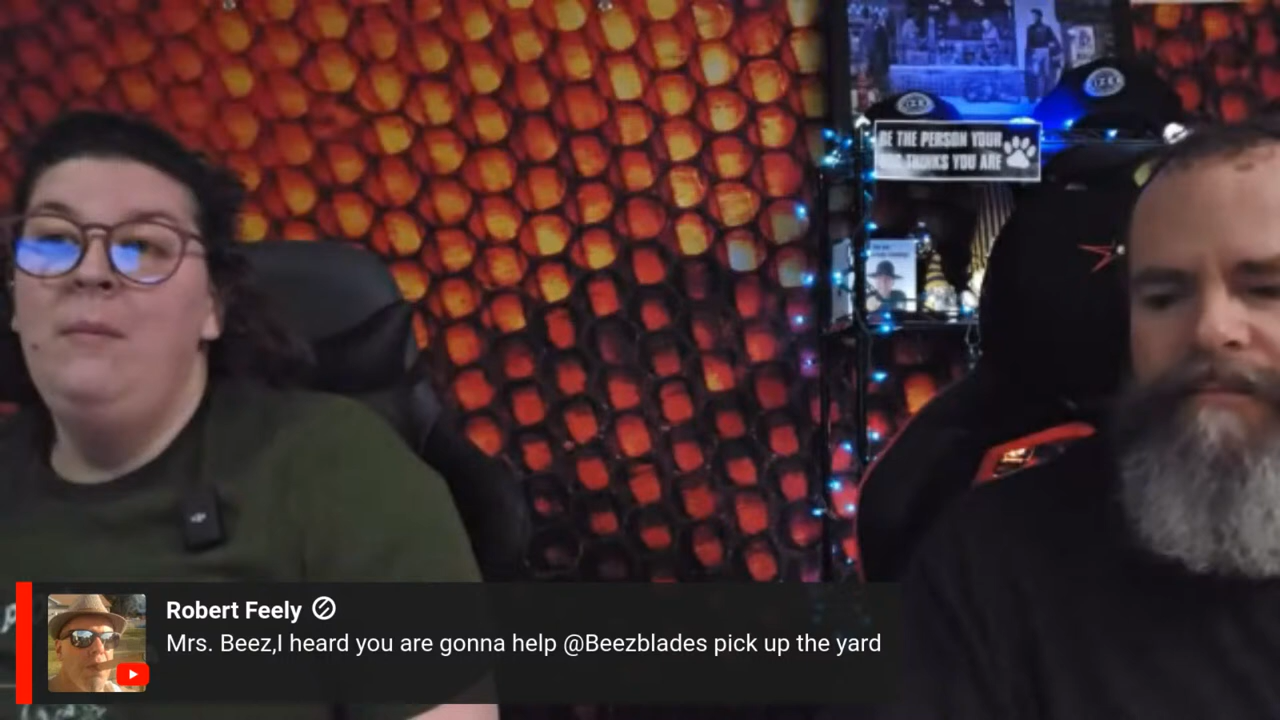 BE THE PERSON YOUR
DOG THINKS YOU ARE
Robert Feely
Mrs. Beez,I heard you are gonna help @Beezblades pick up the yard